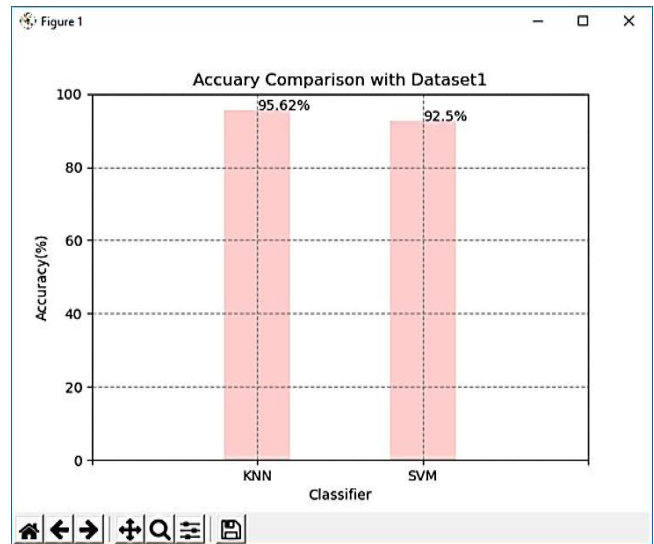 Figure 1
Accuary Comparison with Dataset1
100
95.62%
92.5%
80
60
40
20
0
Accuracy(%)
KNN
SVM
Classifier